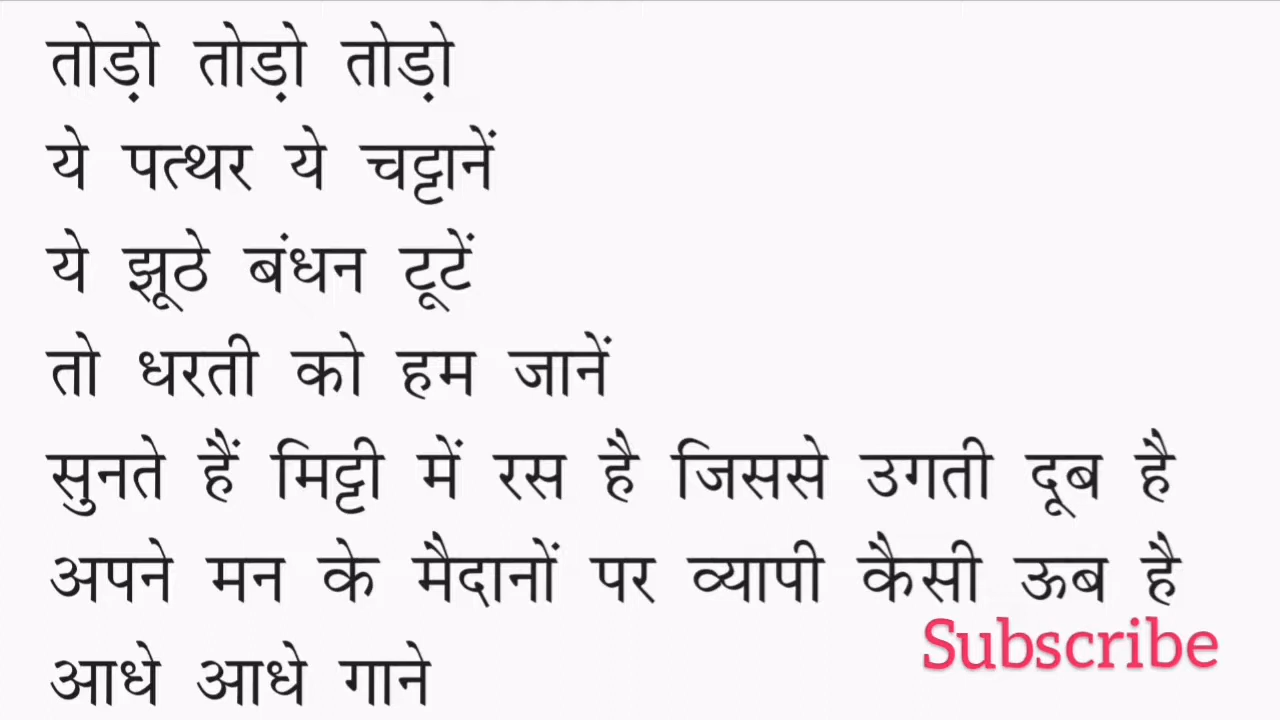 तोड़ो तोड़ो तोड़ो
ये पत्थर ये चट्टानें
ये झूठे बंधन टूटें
तो धरती को हम जानें
सुनते हैं मिट्टी में रस है जिससे उगती दूब है
अपने मन के मैदानों पर व्यापी कैसी ऊब है
आधे आधे गाने
Subscribe